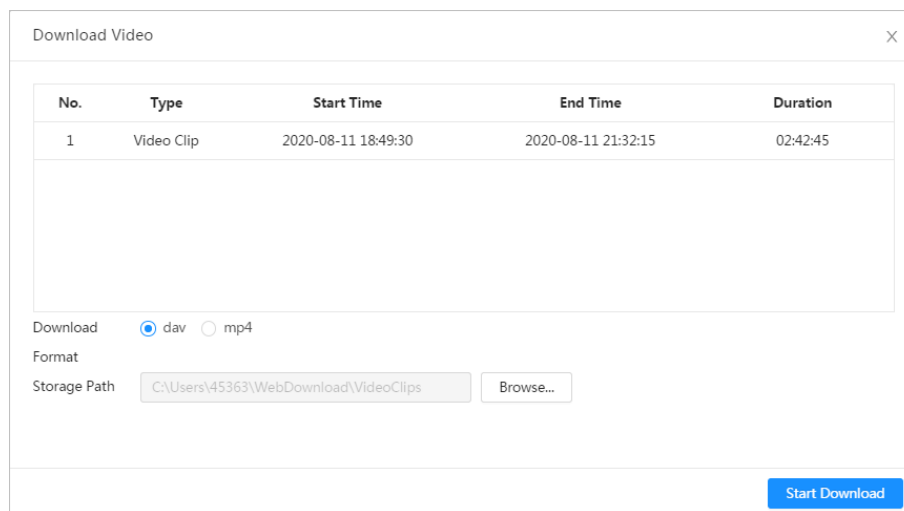 Download Video
No. Type Start Time End Time Duration
1 Video Clip 2020-08-11 18:49:30 2020-08-11 21:32:15 02:42:45
Download dav mp4
Format
Storage Path C:\Users\45363\WebDownload\VideoClips Browse...
Start Download